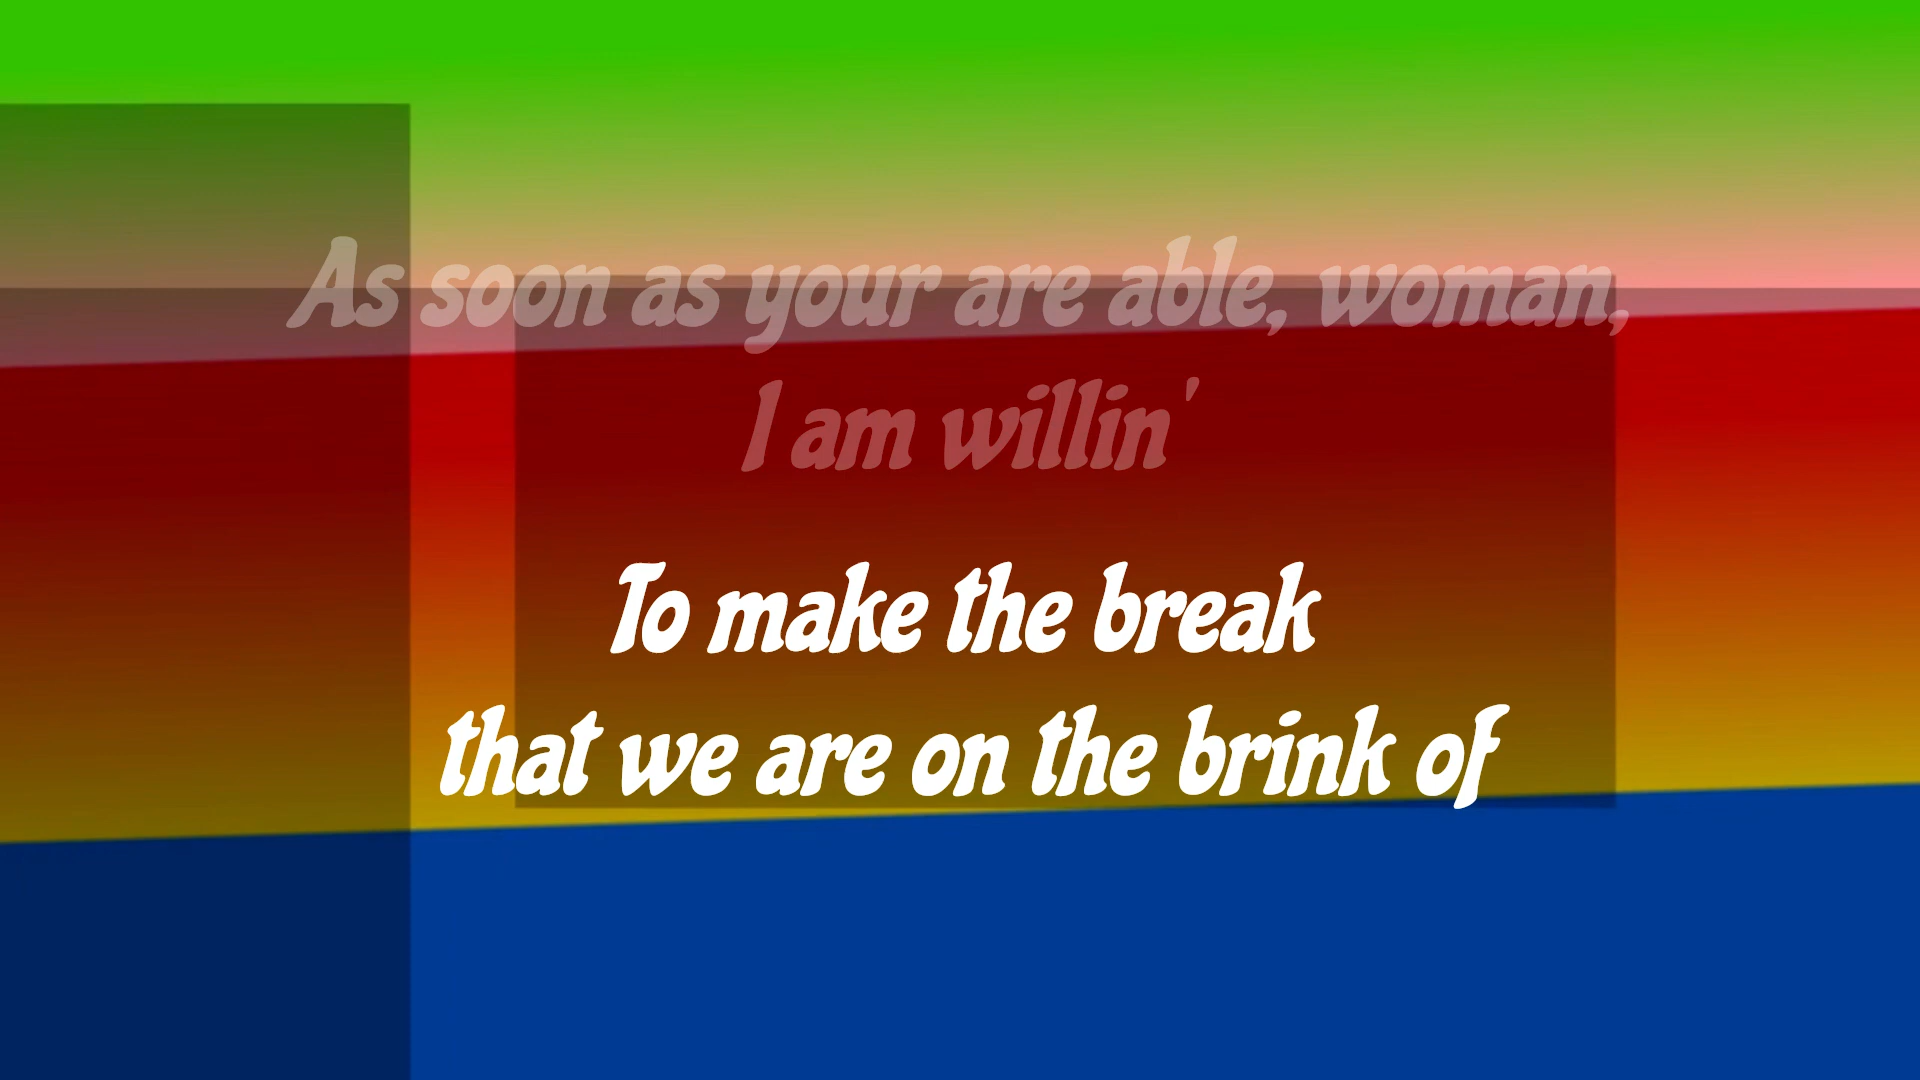 As soon as your are able, woman,
I am willin'
To make the break
that we are on the brink of